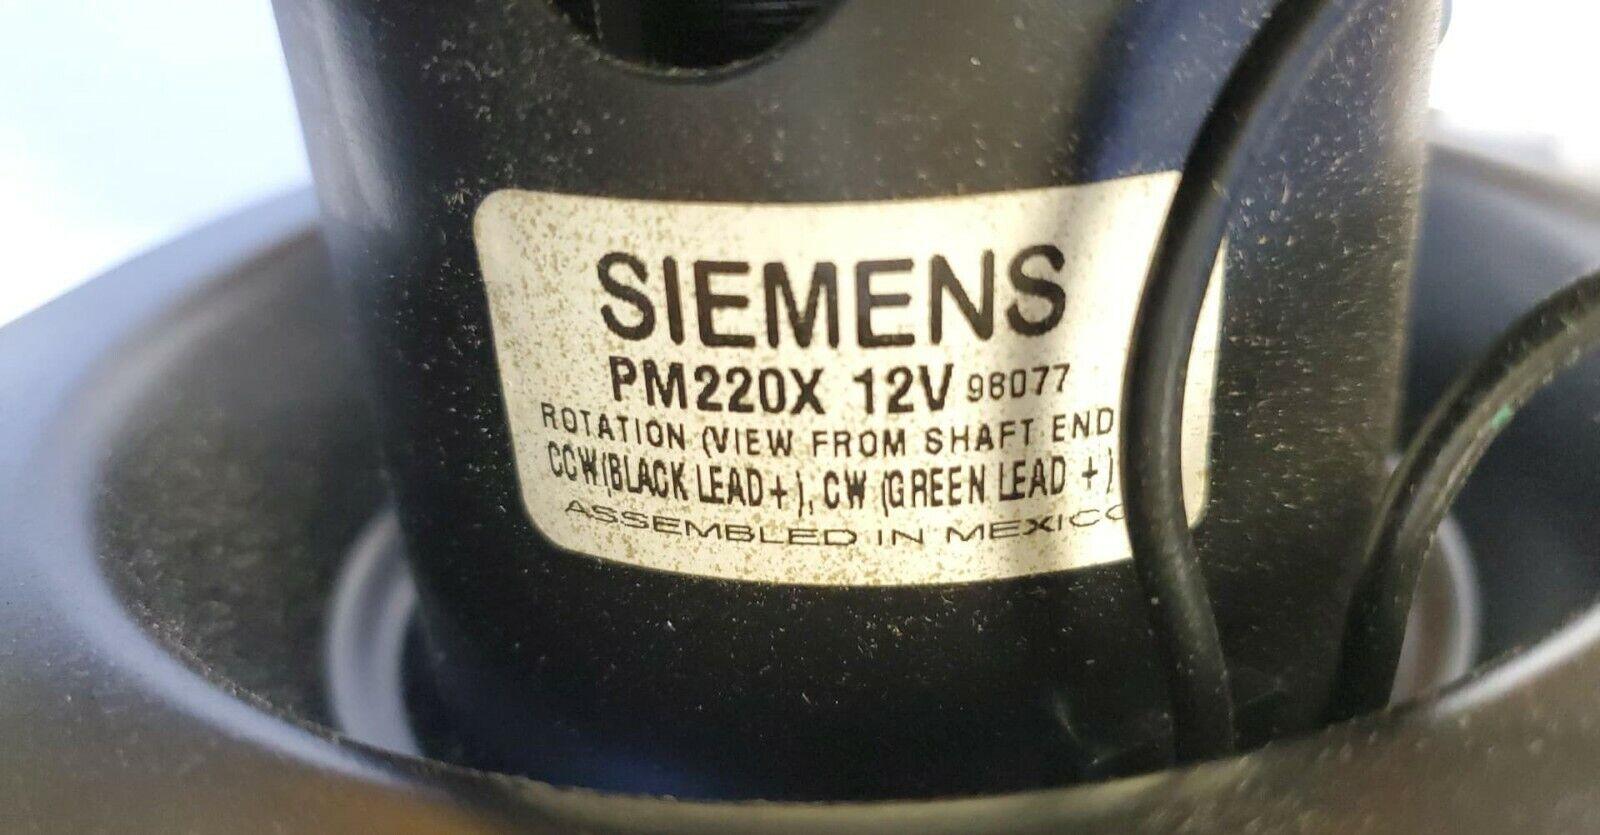 SIEMENS
PM220X 12V 98077
ROTATION (VIEW FROM SHAFT END
CCW(BLACK LEAD+), CW (GREEN LEAD +)
ASSEMBLED IN MEXICO